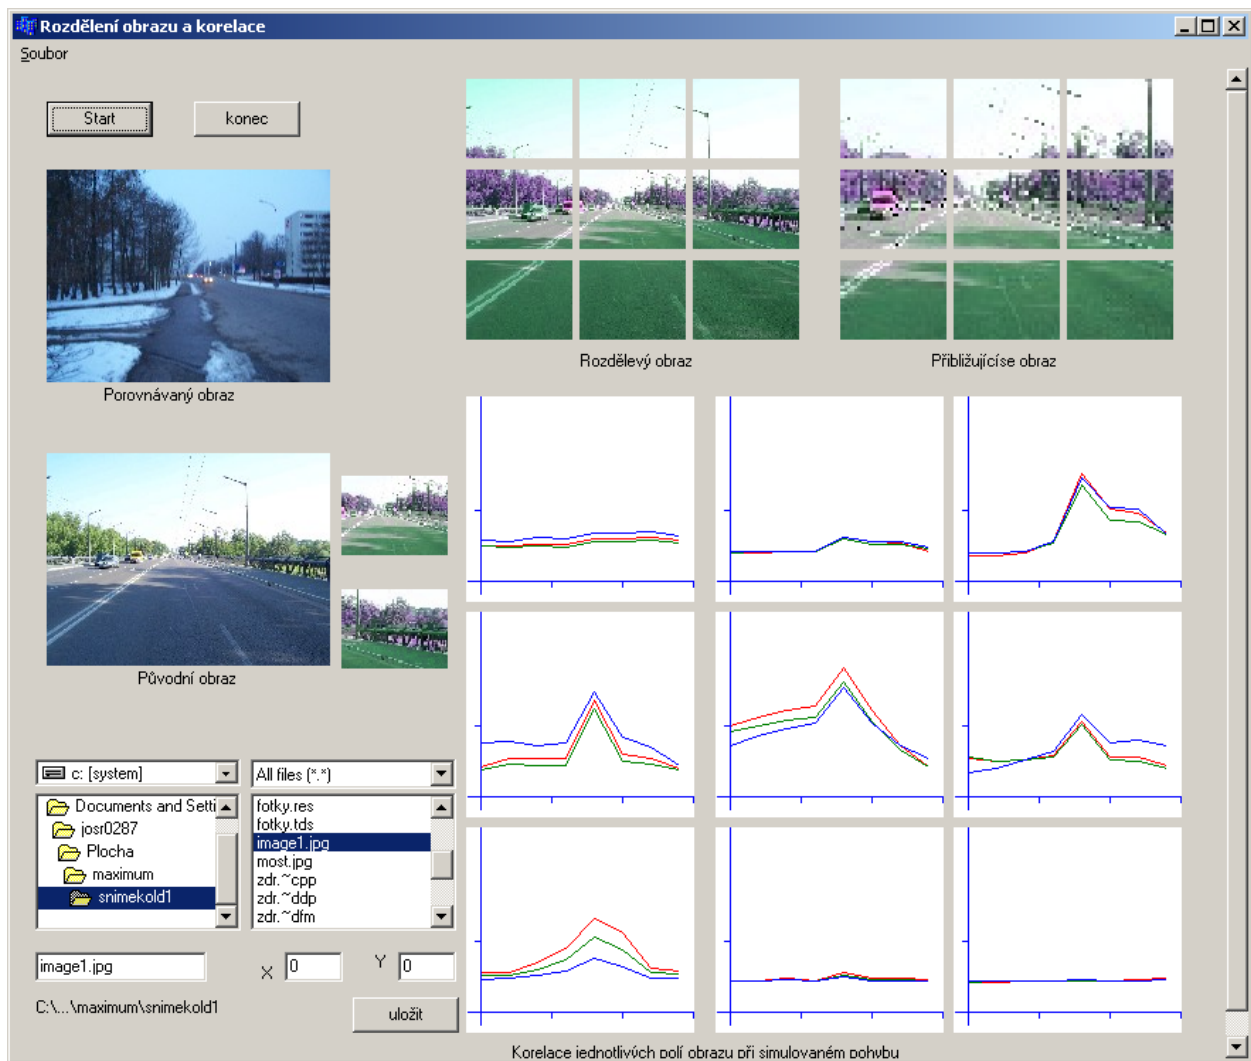 Rozdělení obrazu a korelace
Soubor
Start
konec
Porovnávaný obraz
Rozdělevý obraz
Přibližujícíse obraz
Původní obraz
c: [system]
All files (*.*)
Documents and Setti
josr0287
Plocha
maximum
snimekold1
fotky.res
fotky.tds
image1.jpg
most.jpg
zdr.~cpp
zdr.~ddp
zdr.~dfm
image1.jpg
X 0
Y 0
C:\...\maximum\snimekold1
uložit
Korelace jednotlivých polí obrazu při simulovaném pohybu